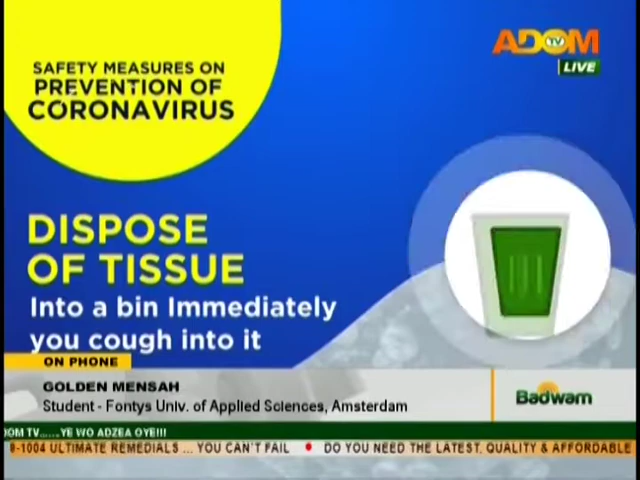 SAFETY MEASURES ON
PREVENTION OF
CORONAVIRUS
ADOM
TV
LIVE
DISPOSE
OF TISSUE
Into a bin Immediately
you cough into it
ON PHONE
GOLDEN MENSAH
Student - Fontys Univ. of Applied Sciences, Amsterdam
Badwam
OM TV......YE WO ADZEA OYE!!!
-1004 ULTIMATE REMEDIALS ... YOU CAN'T FAIL • DO YOU NEED THE LATEST, QUALITY & AFFORDABLE